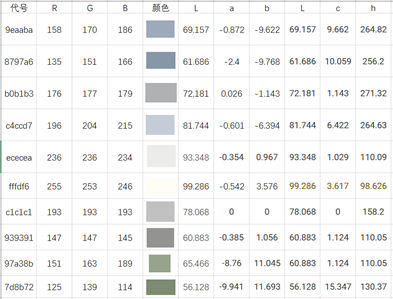 代号 R G B 颜色 L a b L c h
9eaaba 158 170 186 69.157 -0.872 -9.622 69.157 9.662 264.82
8797a6 135 151 166 61.686 -2.4 -9.768 61.686 10.059 256.2
b0b1b3 176 177 179 72.181 0.026 -1.143 72.181 1.143 271.32
c4ccd7 196 204 215 81.744 -0.601 -6.394 81.744 6.422 264.63
ececea 236 236 234 93.348 -0.354 0.967 93.348 1.029 110.09
fffdf6 255 253 246 99.286 -0.542 3.576 99.286 3.617 98.626
c1c1c1 193 193 193 78.068 0 0 78.068 0 158.2
939391 147 147 145 60.883 -0.385 1.056 60.883 1.124 110.05
97a38b 151 163 189 65.466 -8.76 11.045 60.883 1.124 110.05
7d8b72 125 139 114 56.128 -9.941 11.693 56.128 15.347 130.37